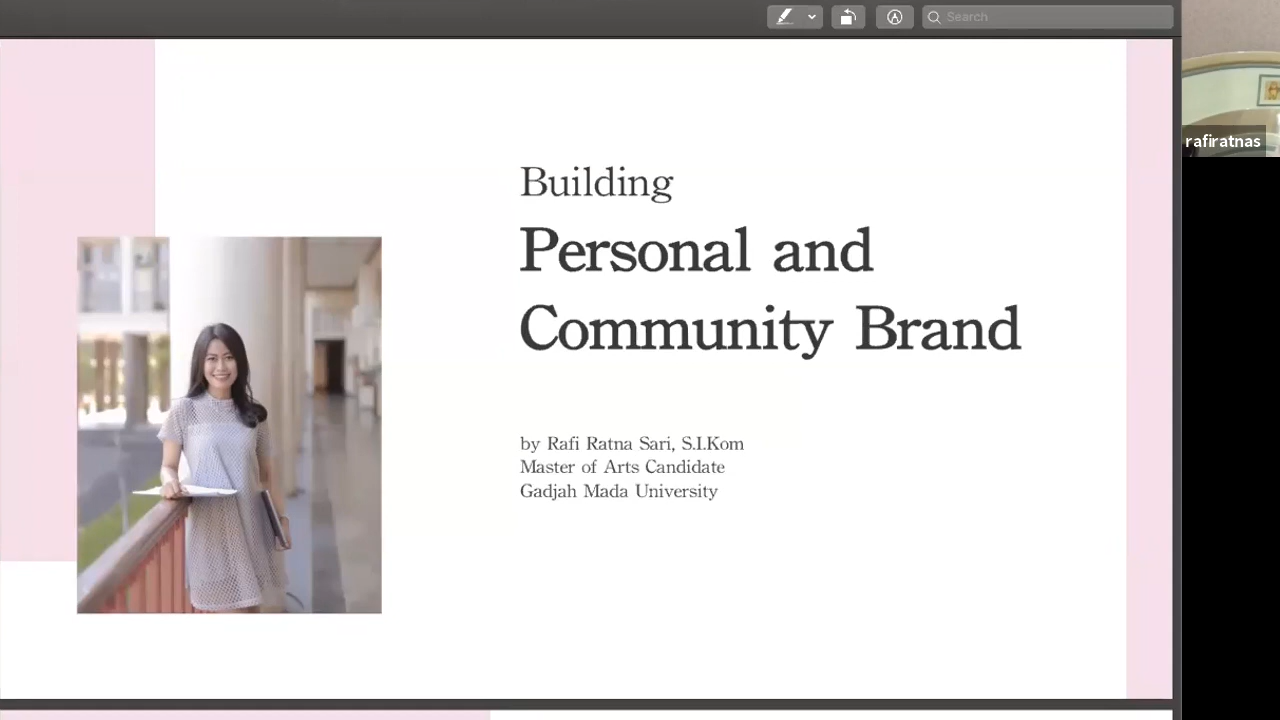 Search
rafiratnas
Building
Personal and
Community Brand
by Rafi Ratna Sari, S.I.Kom
Master of Arts Candidate
Gadjah Mada University